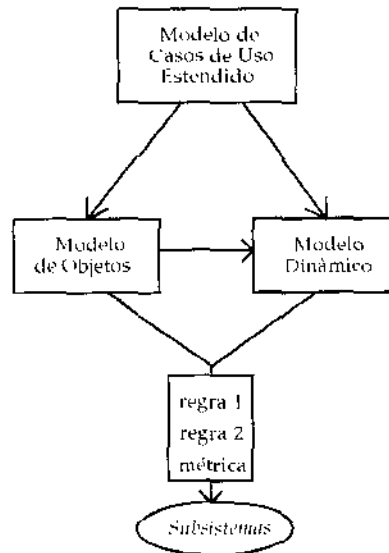 Modelo de
Casos de Uso
Estendido
Modelo
de Objetos
Modelo
Dinâmico
regra 1
regra 2
métrica
Subsistemas